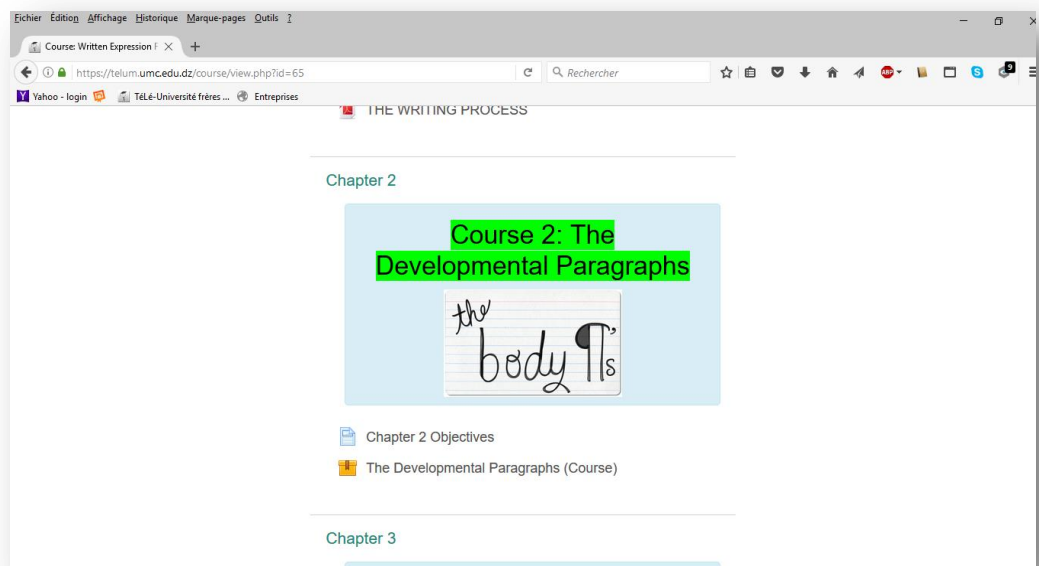 Fichier Édition Affichage Historique Marque-pages Outils ?
Course: Written Expression F
https://telum.umc.edu.dz/course/view.php?id=65
Rechercher
ABP
S
9
Y Yahoo - login
TéLé-Université frères ...
Entreprises
THE WRITING PROCESS
Chapter 2
Course 2: The
Developmental Paragraphs
the
body ¶'s
Chapter 2 Objectives
The Developmental Paragraphs (Course)
Chapter 3